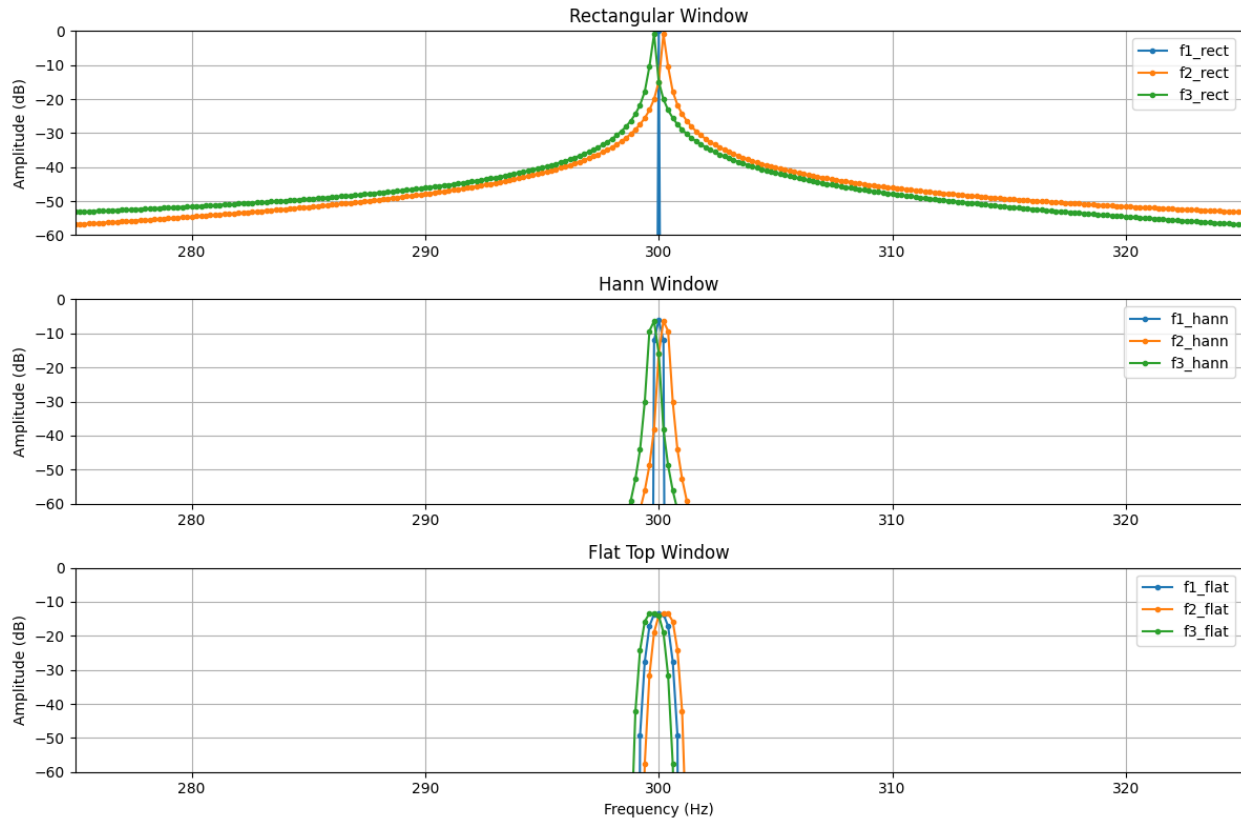 Rectangular Window
Amplitude (dB)
0
−10
−20
−30
−40
−50
−60
f1_rect
f2_rect
f3_rect
280
290
300
310
320
Hann Window
Amplitude (dB)
0
−10
−20
−30
−40
−50
−60
f1_hann
f2_hann
f3_hann
280
290
300
310
320
Flat Top Window
Amplitude (dB)
0
−10
−20
−30
−40
−50
−60
f1_flat
f2_flat
f3_flat
280
290
300
310
320
Frequency (Hz)